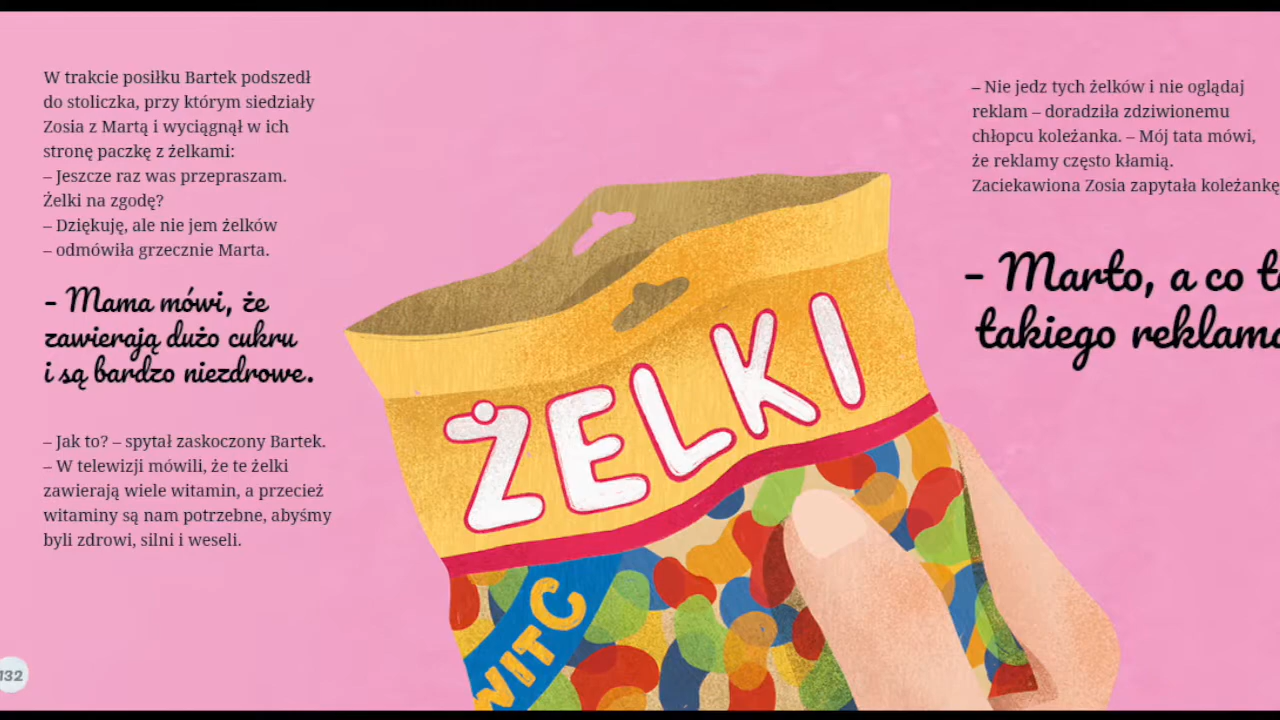 W trakcie posiłku Bartek podszedł
do stoliczka, przy którym siedziały
Zosia z Martą i wyciągnął w ich
stronę paczkę z żelkami:
– Jeszcze raz was przepraszam.
Żelki na zgodę?
– Dziękuję, ale nie jem żelków
– odmówiła grzecznie Marta.
– Mama mówi, że
zawierają dużo cukru
i są bardzo niezdrowe.
– Jak to? – spytał zaskoczony Bartek.
– W telewizji mówili, że te żelki
zawierają wiele witamin, a przecież
witaminy są nam potrzebne, abyśmy
byli zdrowi, silni i weseli.
132
ŻELKI
WITC
– Nie jedz tych żelków i nie oglądaj
reklam – doradziła zdziwionemu
chłopcu koleżanka. – Mój tata mówi,
że reklamy często kłamią.
Zaciekawiona Zosia zapytała koleżankę
– Marto, a co t
takiego reklam